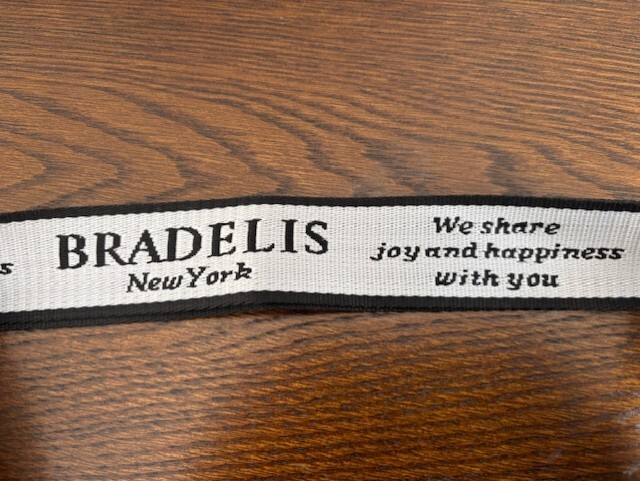 s
BRADELIS
New York
We share
joy and happiness
with you